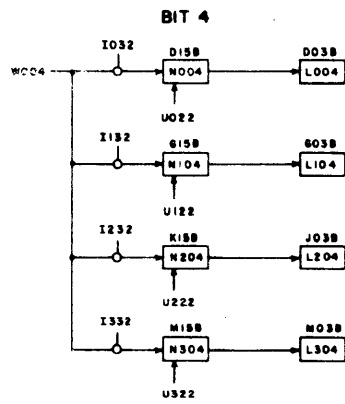 BIT 4
I032 D15B D03B
W004 N004 L004
U022
I132 G15B G03B
N104 L104
U122
I232 K15B J03B
N204 L204
U222
I332 M15B M03B
N304 L304
U322